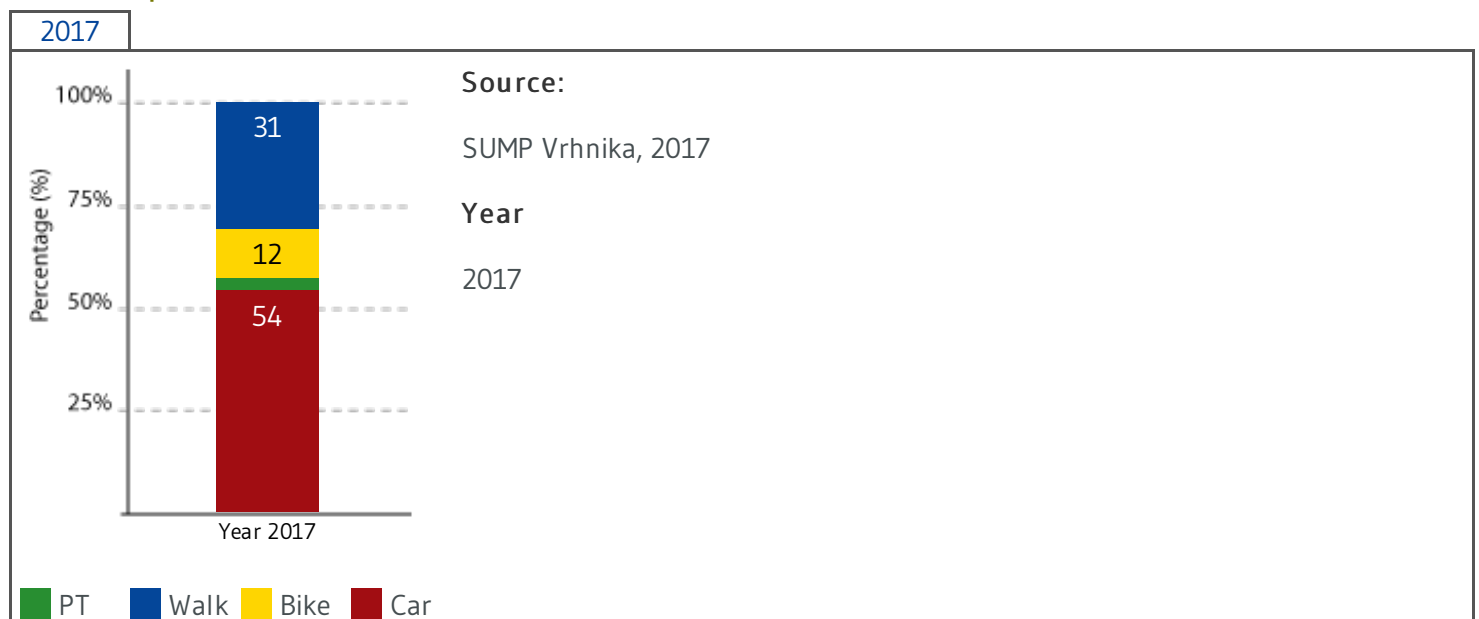 2017
100%
75%
50%
25%
Percentage (%)
31
12
54
Year 2017
PT Walk Bike Car
Source:
SUMP Vrhnika, 2017
Year
2017